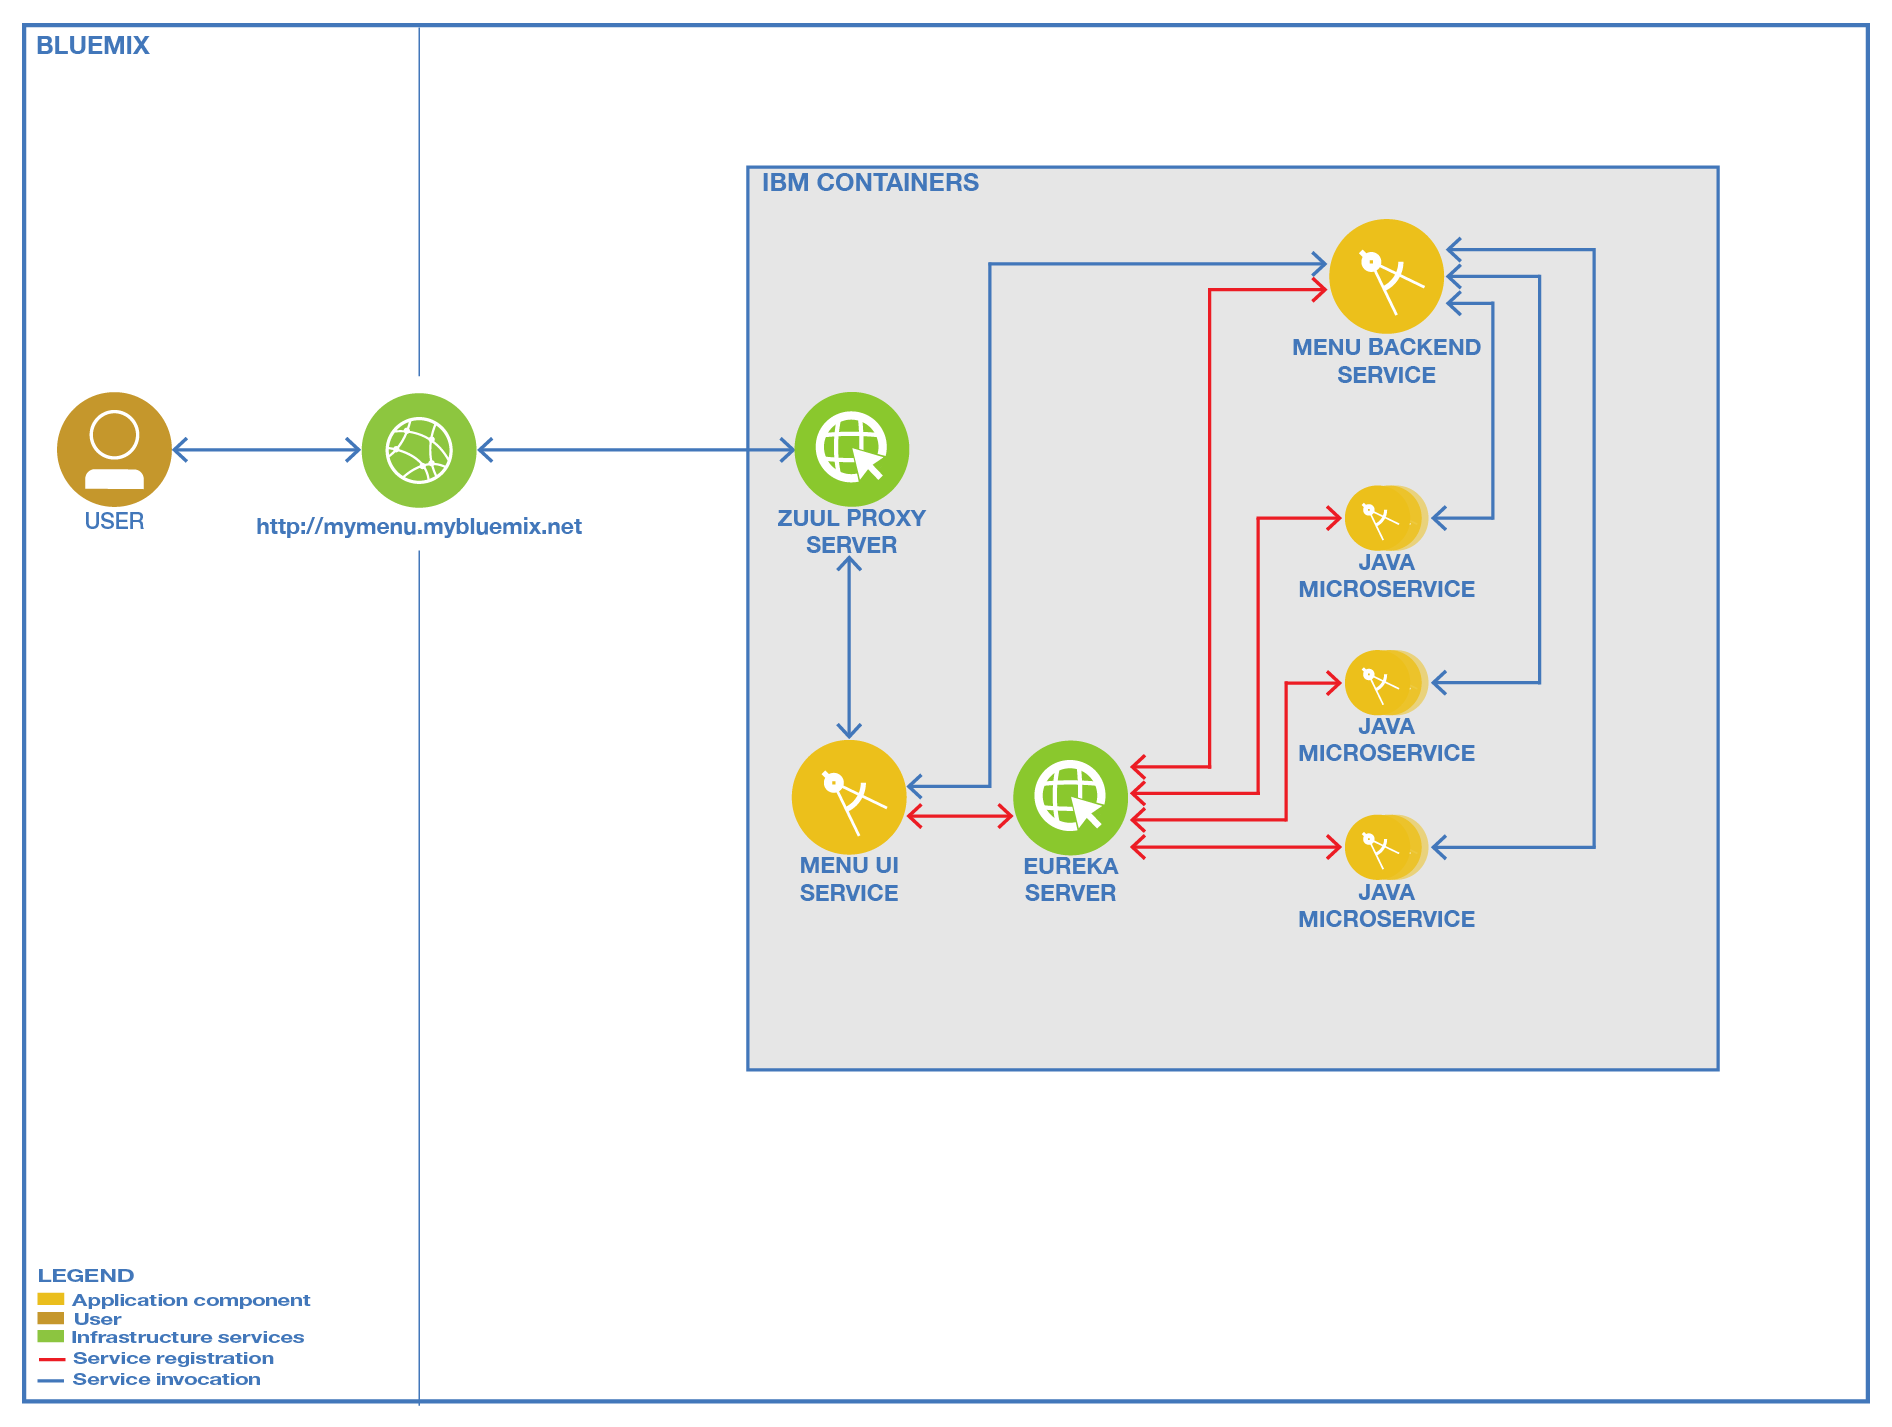 BLUEMIX
IBM CONTAINERS
MENU BACKEND
SERVICE
USER
http://mymenu.mybluemix.net
ZUUL PROXY
SERVER
JAVA
MICROSERVICE
JAVA
MICROSERVICE
MENU UI
SERVICE
EUREKA
SERVER
JAVA
MICROSERVICE
LEGEND
Application component
User
Infrastructure services
Service registration
Service invocation